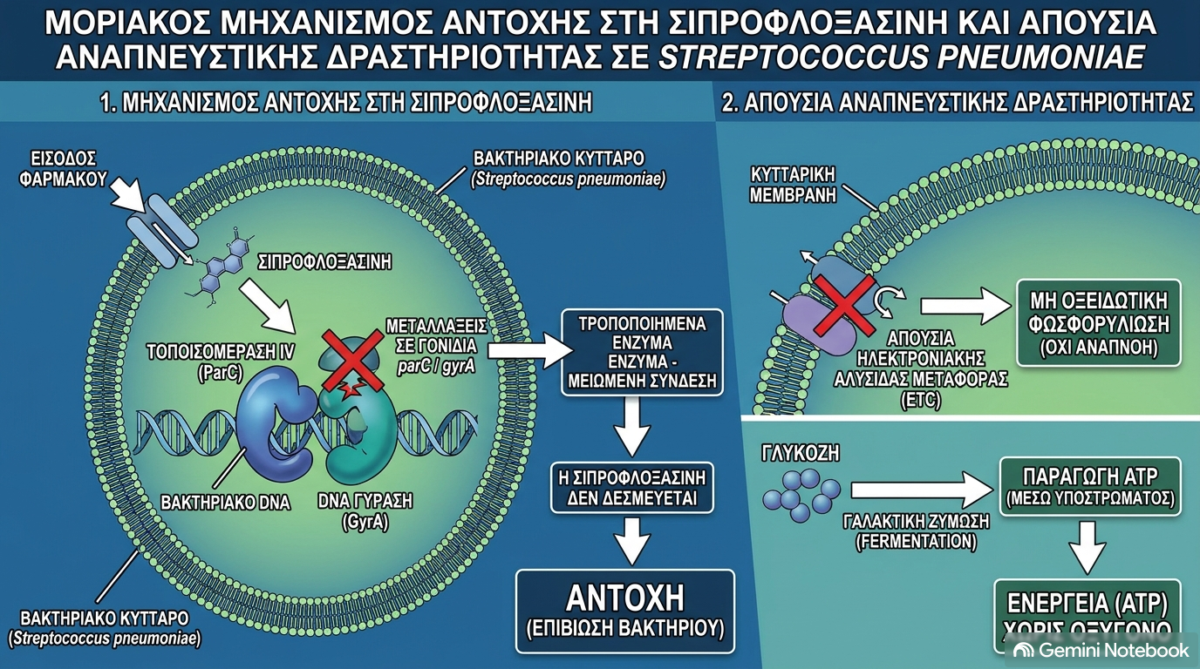 ΜΟΡΙΑΚΟΣ ΜΗΧΑΝΙΣΜΟΣ ΑΝΤΟΧΗΣ ΣΤΗ ΣΙΠΡΟΦΛΟΞΑΣΙΝΗ ΚΑΙ ΑΠΟΥΣΙΑ
ΑΝΑΠΝΕΥΣΤΙΚΗΣ ΔΡΑΣΤΗΡΙΟΤΗΤΑΣ ΣΕ STREPTOCOCCUS PNEUMONIAE
1. ΜΗΧΑΝΙΣΜΟΣ ΑΝΤΟΧΗΣ ΣΤΗ ΣΙΠΡΟΦΛΟΞΑΣΙΝΗ
ΕΙΣΟΔΟΣ
ΦΑΡΜΑΚΟΥ
ΒΑΚΤΗΡΙΑΚΟ ΚΥΤΤΑΡΟ
(Streptococcus pneumoniae)
ΣΙΠΡΟΦΛΟΞΑΣΙΝΗ
ΤΟΠΟΙΣΟΜΕΡΑΣΗ IV
(ParC)
ΜΕΤΑΛΛΑΞΕΙΣ
ΣΕ ΓΟΝΙΔΙΑ
parC / gyrA
ΒΑΚΤΗΡΙΑΚΟ DNA
DNA ΓΥΡΑΣΗ
(GyrA)
ΒΑΚΤΗΡΙΑΚΟ ΚΥΤΤΑΡΟ
(Streptococcus pneumoniae)
ΤΡΟΠΟΠΟΙΗΜΕΝΑ
ΕΝΖΥΜΑ
ΕΝΖΥΜΑ -
ΜΕΙΩΜΕΝΗ ΣΥΝΔΕΣΗ
Η ΣΙΠΡΟΦΛΟΞΑΣΙΝΗ
ΔΕΝ ΔΕΣΜΕΥΕΤΑΙ
ΑΝΤΟΧΗ
(ΕΠΙΒΙΩΣΗ ΒΑΚΤΗΡΙΟΥ)
2. ΑΠΟΥΣΙΑ ΑΝΑΠΝΕΥΣΤΙΚΗΣ ΔΡΑΣΤΗΡΙΟΤΗΤΑΣ
ΚΥΤΤΑΡΙΚΗ
ΜΕΜΒΡΑΝΗ
ΑΠΟΥΣΙΑ
ΗΛΕΚΤΡΟΝΙΑΚΗΣ
ΑΛΥΣΙΔΑΣ ΜΕΤΑΦΟΡΑΣ
(ETC)
ΜΗ ΟΞΕΙΔΩΤΙΚΗ
ΦΩΣΦΟΡΥΛΙΩΣΗ
(ΟΧΙ ΑΝΑΠΝΟΗ)
ΓΛΥΚΟΖΗ
ΓΑΛΑΚΤΙΚΗ ΖΥΜΩΣΗ
(FERMENTATION)
ΠΑΡΑΓΩΓΗ ATP
(ΜΕΣΩ ΥΠΟΣΤΡΩΜΑΤΟΣ)
ΕΝΕΡΓΕΙΑ (ATP)
ΧΩΡΙΣ ΟΞΥΓΟΝΟ
Gemini Notebook